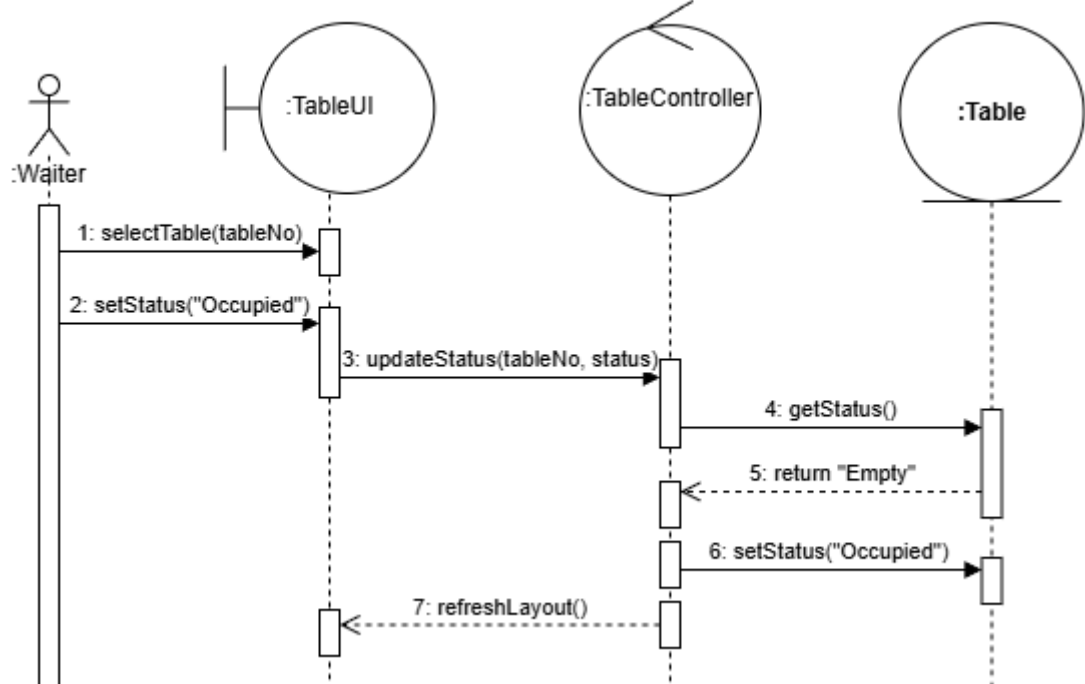 :TableUI
:TableController
:Table
:Waiter
1: selectTable(tableNo)
2: setStatus("Occupied")
3: updateStatus(tableNo, status)
4: getStatus()
5: return "Empty"
6: setStatus("Occupied")
7: refreshLayout()